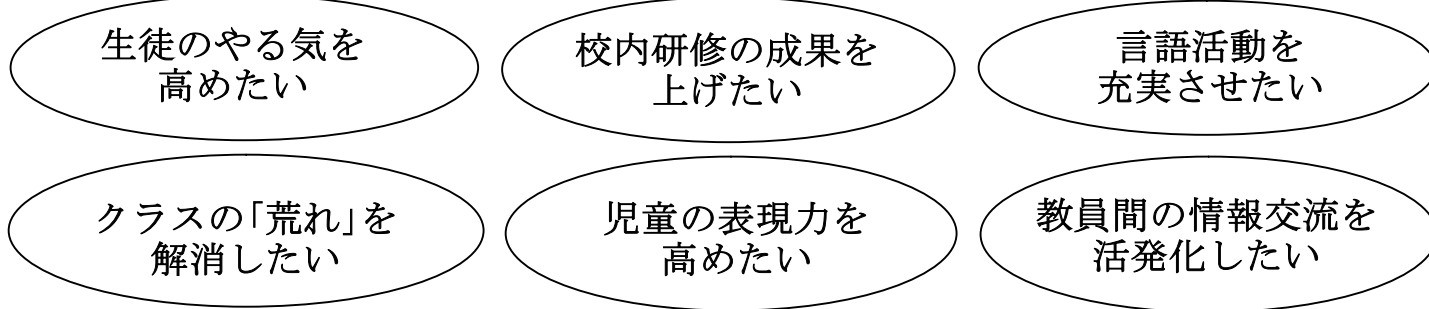 生徒のやる気を
高めたい
校内研修の成果を
上げたい
言語活動を
充実させたい
クラスの｢荒れ｣を
解消したい
児童の表現力を
高めたい
教員間の情報交流を
活発化したい